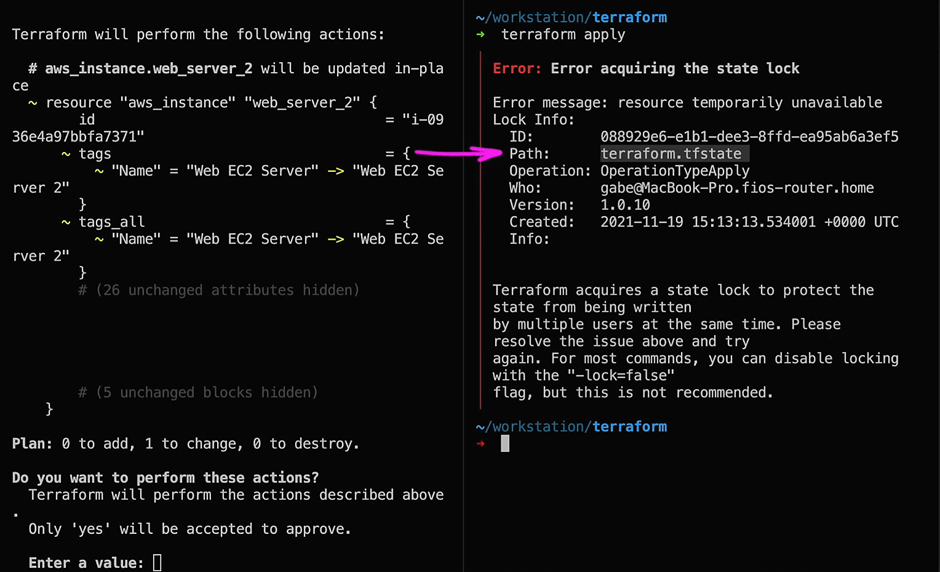 Terraform will perform the following actions:
# aws_instance.web_server_2 will be updated in-pla
ce
~ resource "aws_instance" "web_server_2" {
id = "i-09
36e4a97bbfa7371"
~ tags = {
~ "Name" = "Web EC2 Server" -> "Web EC2 Se
rver 2"
}
~ tags_all = {
~ "Name" = "Web EC2 Server" -> "Web EC2 Se
rver 2"
}
# (26 unchanged attributes hidden)
# (5 unchanged blocks hidden)
}
Plan: 0 to add, 1 to change, 0 to destroy.
Do you want to perform these actions?
Terraform will perform the actions described above
.
Only 'yes' will be accepted to approve.
Enter a value:
~/workstation/terraform
→ terraform apply
Error: Error acquiring the state lock
Error message: resource temporarily unavailable
Lock Info:
ID: 088929e6-e1b1-dee3-8ffd-ea95ab6a3ef5
Path: terraform.tfstate
Operation: OperationTypeApply
Who: gabe@MacBook-Pro.fios-router.home
Version: 1.0.10
Created: 2021-11-19 15:13:13.534001 +0000 UTC
Info:
Terraform acquires a state lock to protect the
state from being written
by multiple users at the same time. Please
resolve the issue above and try
again. For most commands, you can disable locking
with the "-lock=false"
flag, but this is not recommended.
~/workstation/terraform
→